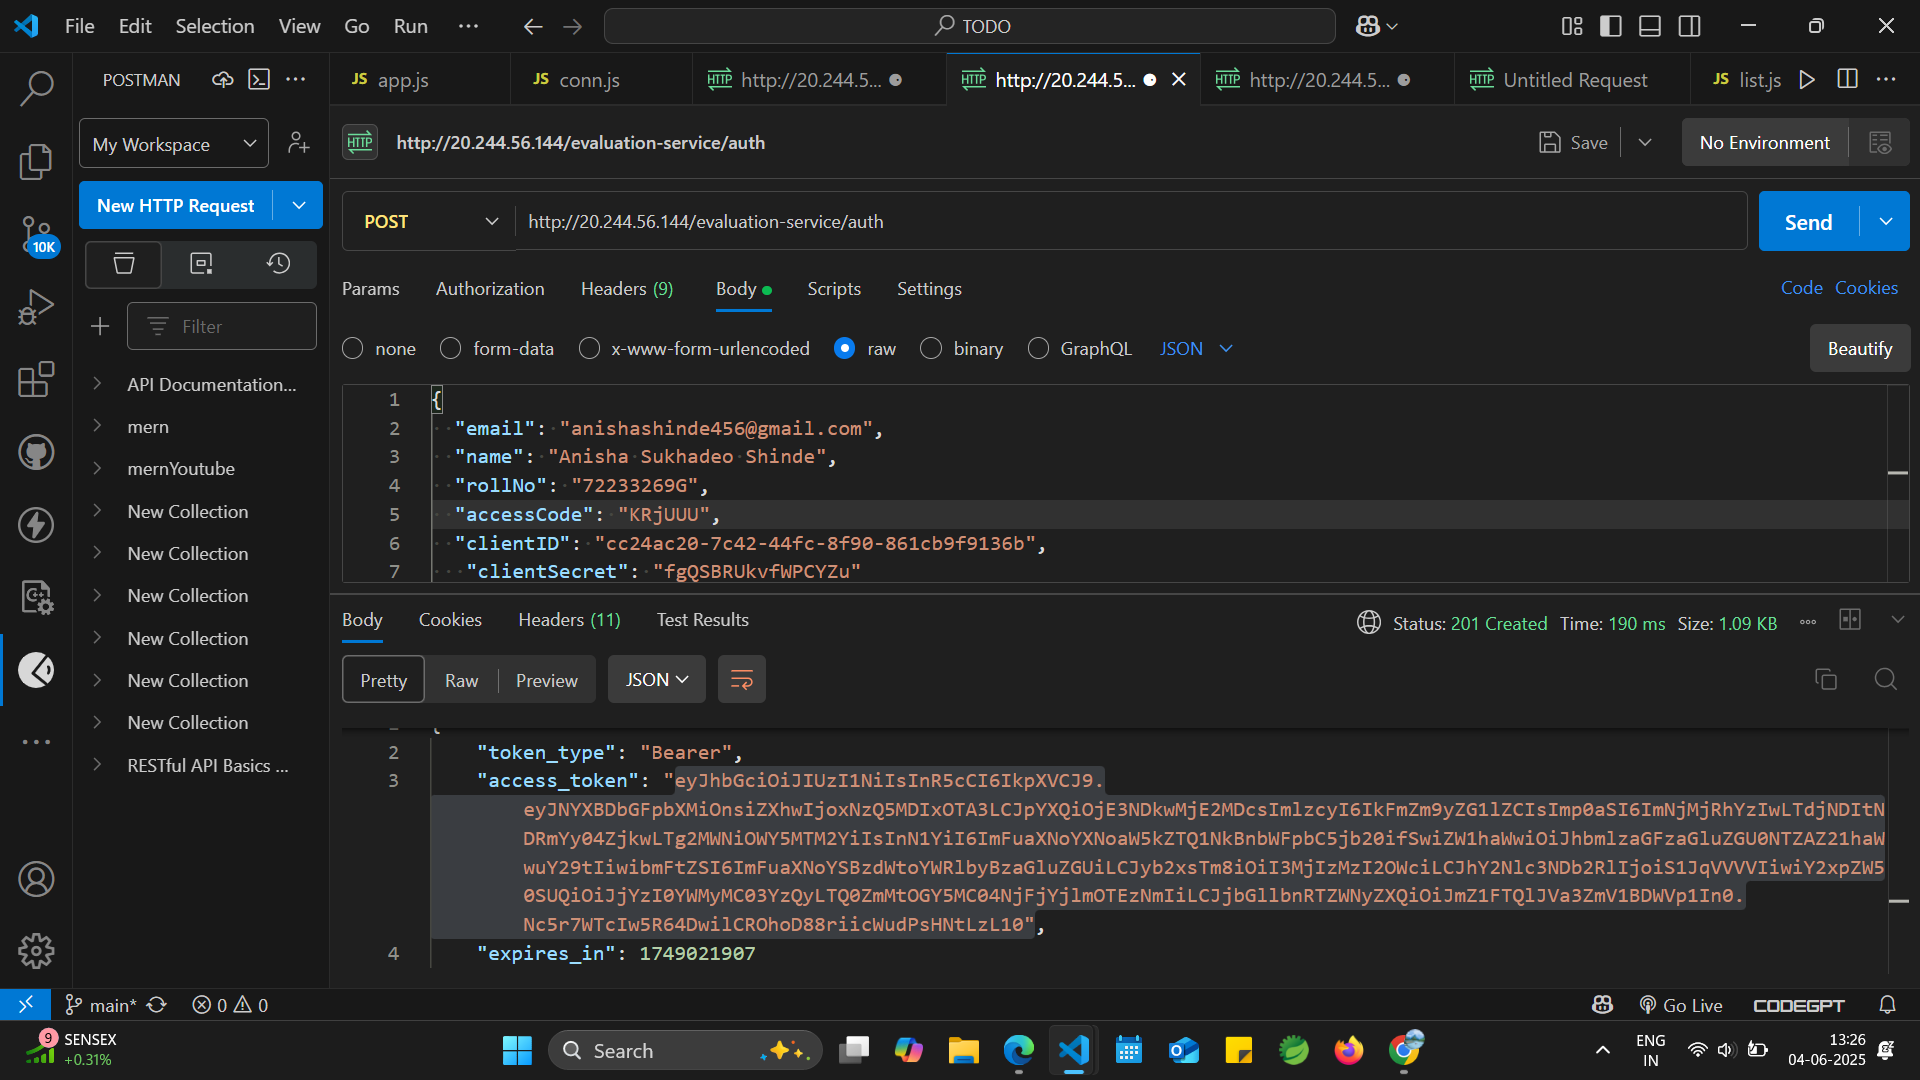 File Edit Selection View Go Run ···
TODO
POSTMAN
JS app.js
JS conn.js
HTTP http://20.244.5...
HTTP http://20.244.5...
HTTP http://20.244.5...
HTTP Untitled Request
JS list.js
My Workspace
HTTP http://20.244.56.144/evaluation-service/auth
Save
No Environment
New HTTP Request
POST http://20.244.56.144/evaluation-service/auth
Send
10K
Params Authorization Headers (9) Body Scripts Settings
Code Cookies
Filter
none form-data x-www-form-urlencoded raw binary GraphQL JSON
Beautify
API Documentation...
mern
mernYoutube
New Collection
New Collection
New Collection
New Collection
New Collection
New Collection
RESTful API Basics ...
1 {
2 "email": "anishashinde456@gmail.com",
3 "name": "Anisha Sukhadeo Shinde",
4 "rollNo": "72233269G",
5 "accessCode": "KRjUUU",
6 "clientID": "cc24ac20-7c42-44fc-8f90-861cb9f9136b",
7 "clientSecret": "fgQSBRUkvfWPCYZu"
Body Cookies Headers (11) Test Results
Status: 201 Created Time: 190 ms Size: 1.09 KB
Pretty Raw Preview JSON
2 "token_type": "Bearer",
3 "access_token": "eyJhbGciOiJIUzI1NiIsInR5cCI6IkpXVCJ9.
eyJNYXBDbGFpbXMiOnsiZXhwIjoxNzQ5MDIxOTA3LCJpYXQiOjE3NDkwMjE2MDcsImlzcyI6IkFmZm9yZG1lZCIsImp0aSI6ImNjMjRhYzIwLTdjNDItN
DRmYy04ZjkwLTg2MWNiOWY5MTM2YiIsInN1YiI6ImFuaXNoYXNoaW5kZTQ1NkBnbWFpbC5jb20ifSwiZW1haWwiOiJhbmlzaGFzaGluZGU0NTZAZ21haW
wuY29tIiwibmFtZSI6ImFuaXNoYSBzdWtoYWRlbyBzaGluZGUiLCJyb2xsTm8iOiI3MjIzMzI2OWciLCJhY2Nlc3NDb2RlIjoiS1JqVVVVIiwiY2xpZW5
0SUQiOiJjYzI0YWMyMC03YzQyLTQ0ZmMtOGY5MC04NjFjYjlmOTEzNmIiLCJjbGllbnRTZWNyZXQiOiJmZ1FTQlJVa3ZmV1BDWVp1In0.
Nc5r7WTcIw5R64DwilCROhoD88riicWudPsHNtLzL10",
4 "expires_in": 1749021907
main* 0 0
Go Live
CODEGPT
9 SENSEX
+0.31%
Search
ENG
IN
13:26
04-06-2025